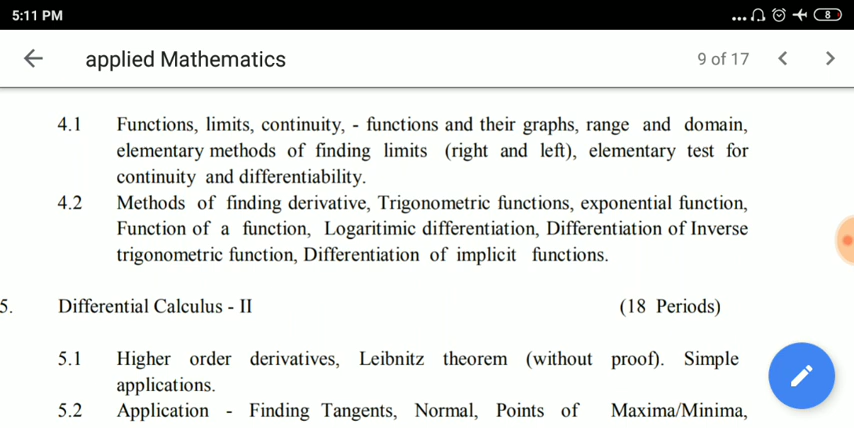 5:11 PM
8
applied Mathematics
9 of 17
4.1 Functions, limits, continuity, - functions and their graphs, range and domain,
elementary methods of finding limits (right and left), elementary test for
continuity and differentiability.
4.2 Methods of finding derivative, Trigonometric functions, exponential function,
Function of a function, Logaritimic differentiation, Differentiation of Inverse
trigonometric function, Differentiation of implicit functions.
5. Differential Calculus - II (18 Periods)
5.1 Higher order derivatives, Leibnitz theorem (without proof). Simple
applications.
5.2 Application - Finding Tangents, Normal, Points of Maxima/Minima,